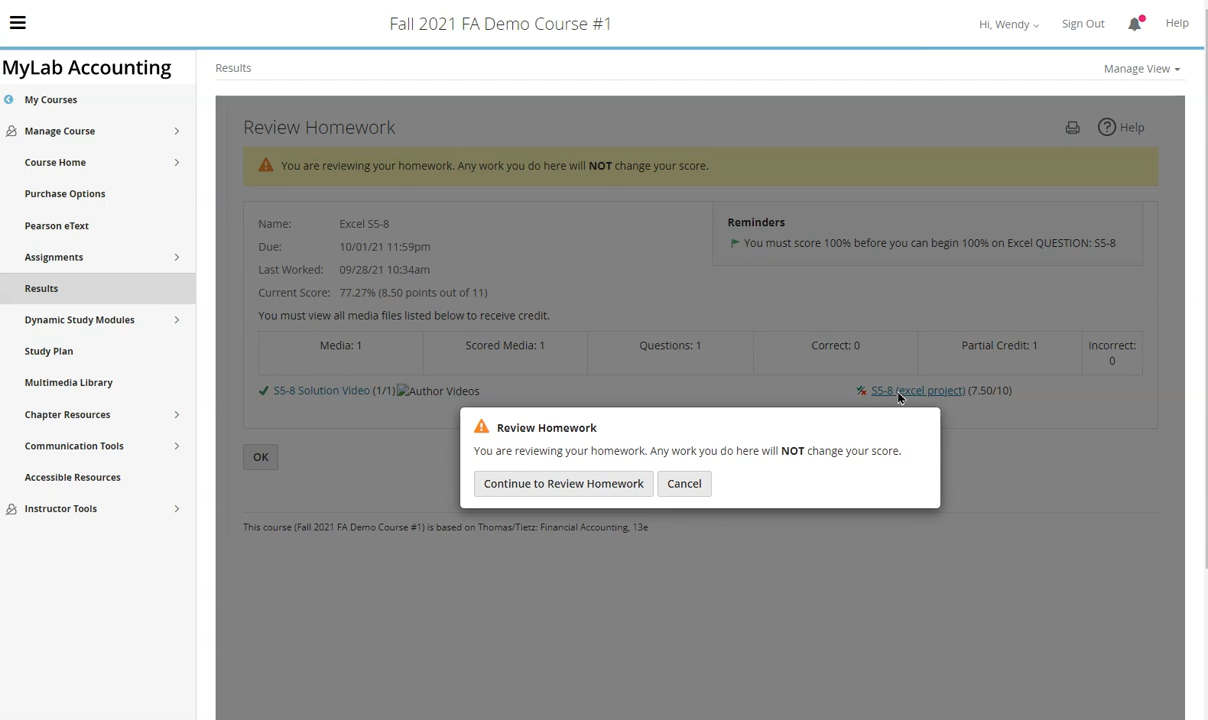 Fall 2021 FA Demo Course #1
Hi, Wendy
Sign Out
Help
MyLab Accounting
My Courses
Manage Course
Course Home
Purchase Options
Pearson eText
Assignments
Results
Dynamic Study Modules
Study Plan
Multimedia Library
Chapter Resources
Communication Tools
Accessible Resources
Instructor Tools
Results
Manage View
Review Homework
? Help
You are reviewing your homework. Any work you do here will NOT change your score.
Name: Excel S5-8
Due: 10/01/21 11:59pm
Last Worked: 09/28/21 10:34am
Current Score: 77.27% (8.50 points out of 11)
Reminders
You must score 100% before you can begin 100% on Excel QUESTION: S5-8
You must view all media files listed below to receive credit.
Media: 1 Scored Media: 1 Questions: 1 Correct: 0 Partial Credit: 1 Incorrect:
0
S5-8 Solution Video (1/1) Author Videos S5-8 (excel project) (7.50/10)
Review Homework
You are reviewing your homework. Any work you do here will NOT change your score.
Continue to Review Homework Cancel
OK
This course (Fall 2021 FA Demo Course #1) is based on Thomas/Tietz: Financial Accounting, 13e